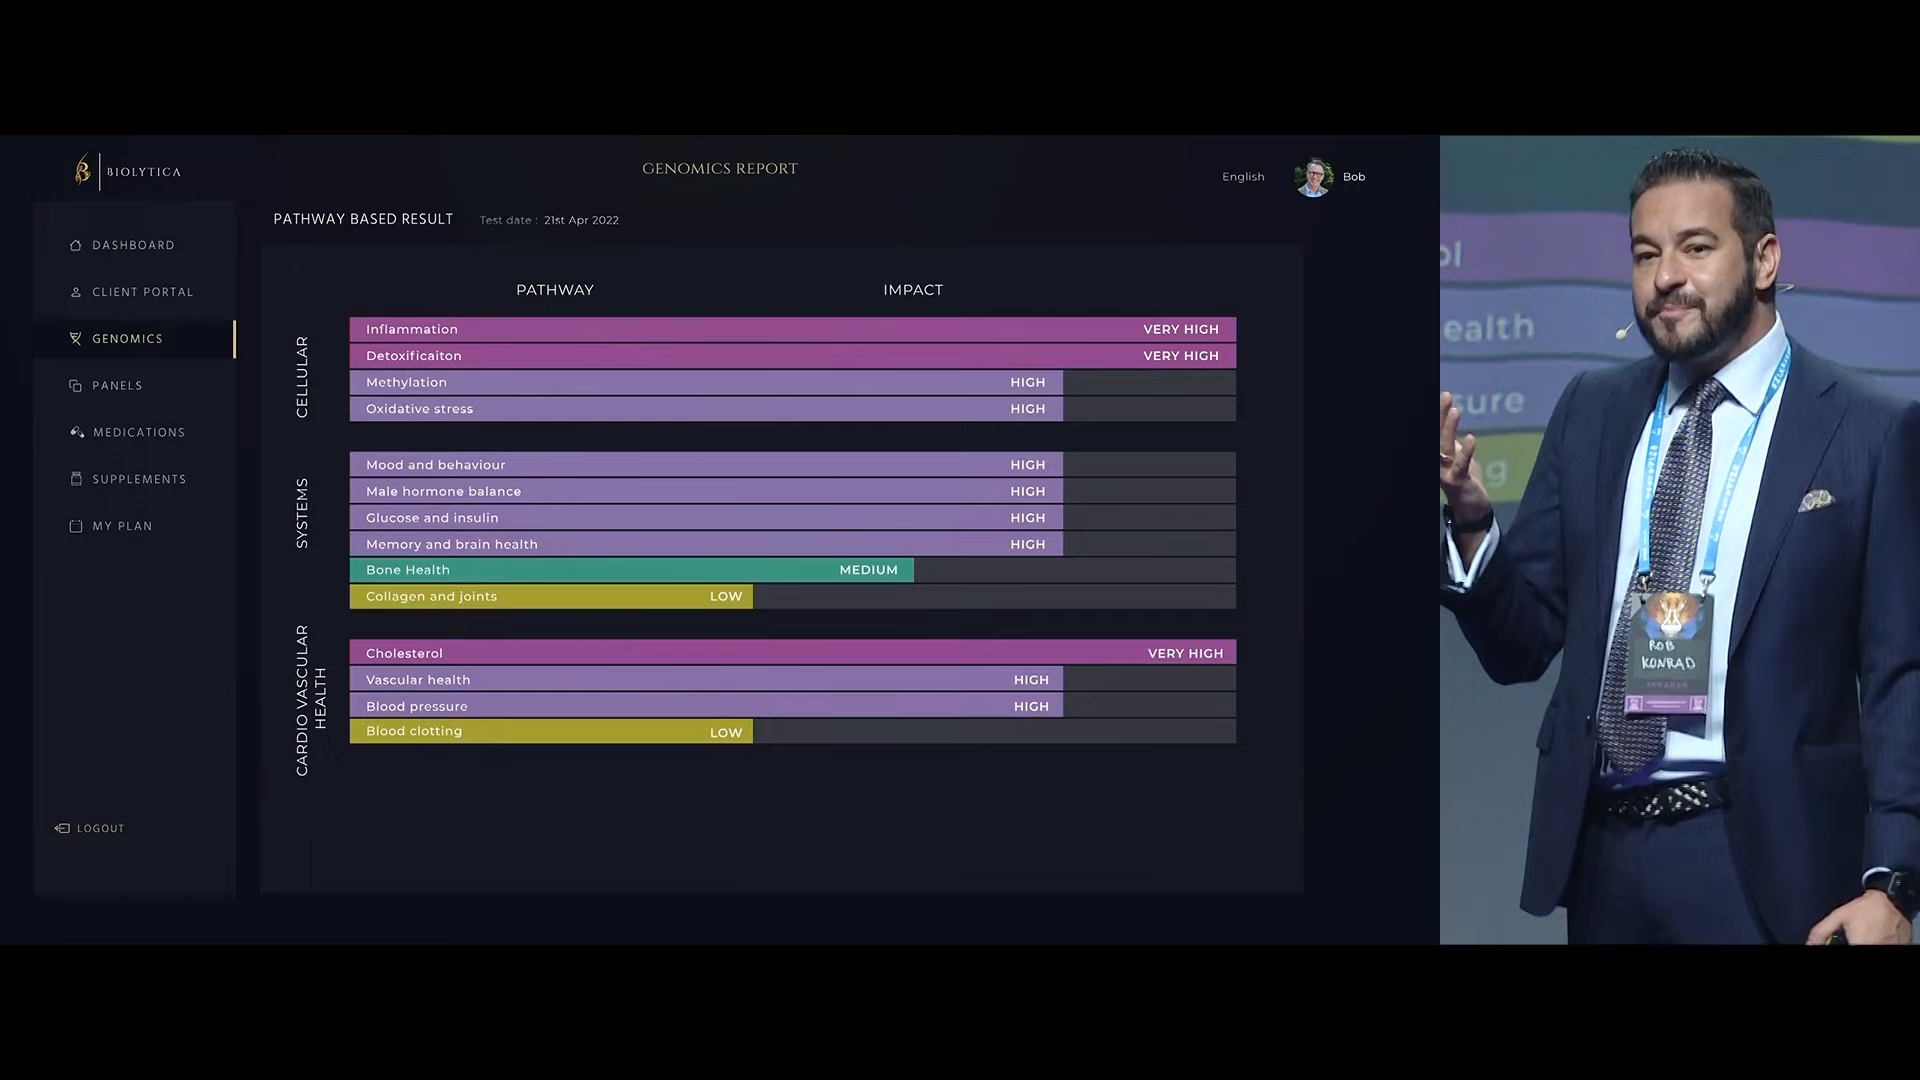 BIOLYTICA
GENOMICS REPORT
English
Bob
PATHWAY BASED RESULT Test date : 21st Apr 2022
DASHBOARD
CLIENT PORTAL
GENOMICS
PANELS
MEDICATIONS
SUPPLEMENTS
MY PLAN
LOGOUT
PATHWAY IMPACT
CELLULAR
Inflammation VERY HIGH
Detoxificaiton VERY HIGH
Methylation HIGH
Oxidative stress HIGH
SYSTEMS
Mood and behaviour HIGH
Male hormone balance HIGH
Glucose and insulin HIGH
Memory and brain health HIGH
Bone Health MEDIUM
Collagen and joints LOW
CARDIO VASCULAR
HEALTH
Cholesterol VERY HIGH
Vascular health HIGH
Blood pressure HIGH
Blood clotting LOW
ol
ealth
sure
g
ROB
KONRAD
SPEAKER